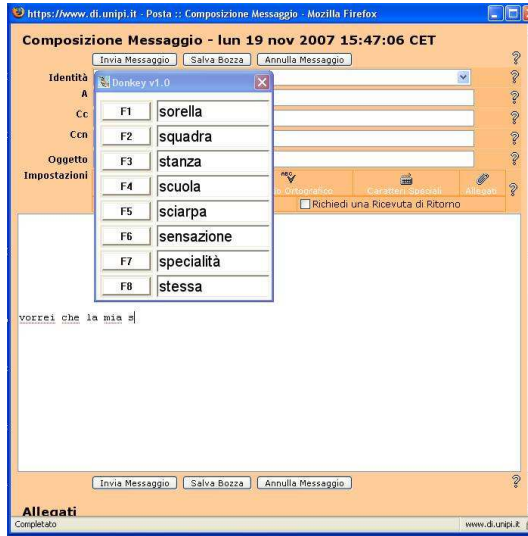 https://www.di.unipi.it - Posta :: Composizione Messaggio - Mozilla Firefox
Composizione Messaggio - lun 19 nov 2007 15:47:06 CET
Invia Messaggio Salva Bozza Annulla Messaggio
Identità
A
Cc
Ccn
Oggetto
Impostazioni
Donkey v1.0
F1 sorella
F2 squadra
F3 stanza
F4 scuola
F5 sciarpa
F6 sensazione
F7 specialità
F8 stessa
ABC
Ortografico Caratteri Speciali Allegati
Richiedi una Ricevuta di Ritorno
vorrei che la mia s
Invia Messaggio Salva Bozza Annulla Messaggio
Allegati
Completato www.di.unipi.it